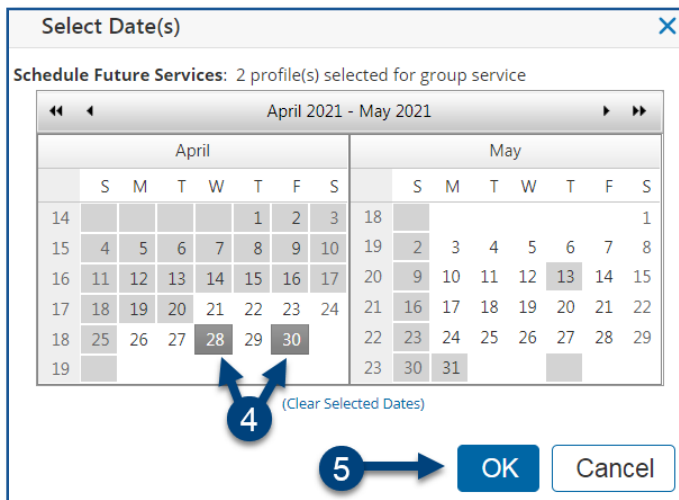 Select Date(s)
Schedule Future Services: 2 profile(s) selected for group service
April 2021 - May 2021
April May
S M T W T F S S M T W T F S
14 1 2 3 18 1
15 4 5 6 7 8 9 10 19 2 3 4 5 6 7 8
16 11 12 13 14 15 16 17 20 9 10 11 12 13 14 15
17 18 19 20 21 22 23 24 21 16 17 18 19 20 21 22
18 25 26 27 28 29 30 22 23 24 25 26 27 28 29
19 23 30 31
4 (Clear Selected Dates)
5 OK Cancel